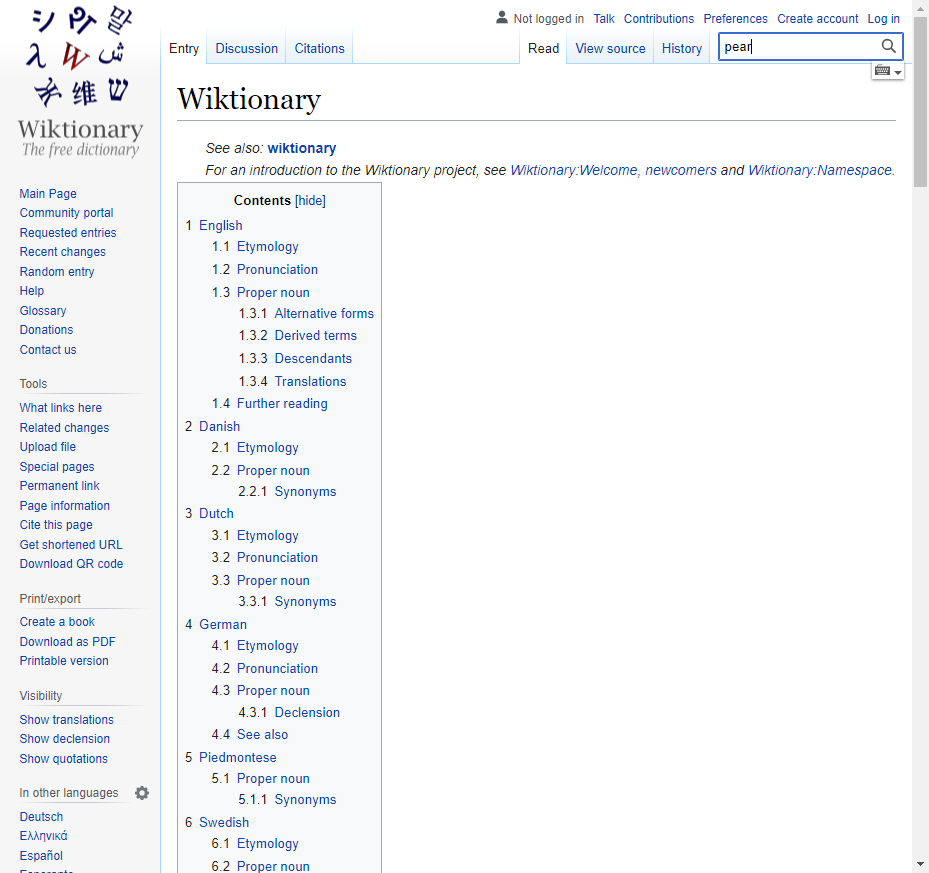 Not logged in Talk Contributions Preferences Create account Log in
Entry Discussion Citations Read View source History pear
Wiktionary
The free dictionary
Wiktionary
See also: wiktionary
For an introduction to the Wiktionary project, see Wiktionary:Welcome, newcomers and Wiktionary:Namespace.
Main Page
Community portal
Requested entries
Recent changes
Random entry
Help
Glossary
Donations
Contact us
Tools
What links here
Related changes
Upload file
Special pages
Permanent link
Page information
Cite this page
Get shortened URL
Download QR code
Print/export
Create a book
Download as PDF
Printable version
Visibility
Show translations
Show declension
Show quotations
In other languages
Deutsch
Ελληνικά
Español
Contents [hide]
1 English
1.1 Etymology
1.2 Pronunciation
1.3 Proper noun
1.3.1 Alternative forms
1.3.2 Derived terms
1.3.3 Descendants
1.3.4 Translations
1.4 Further reading
2 Danish
2.1 Etymology
2.2 Proper noun
2.2.1 Synonyms
3 Dutch
3.1 Etymology
3.2 Pronunciation
3.3 Proper noun
3.3.1 Synonyms
4 German
4.1 Etymology
4.2 Pronunciation
4.3 Proper noun
4.3.1 Declension
4.4 See also
5 Piedmontese
5.1 Proper noun
5.1.1 Synonyms
6 Swedish
6.1 Etymology
6.2 Proper noun